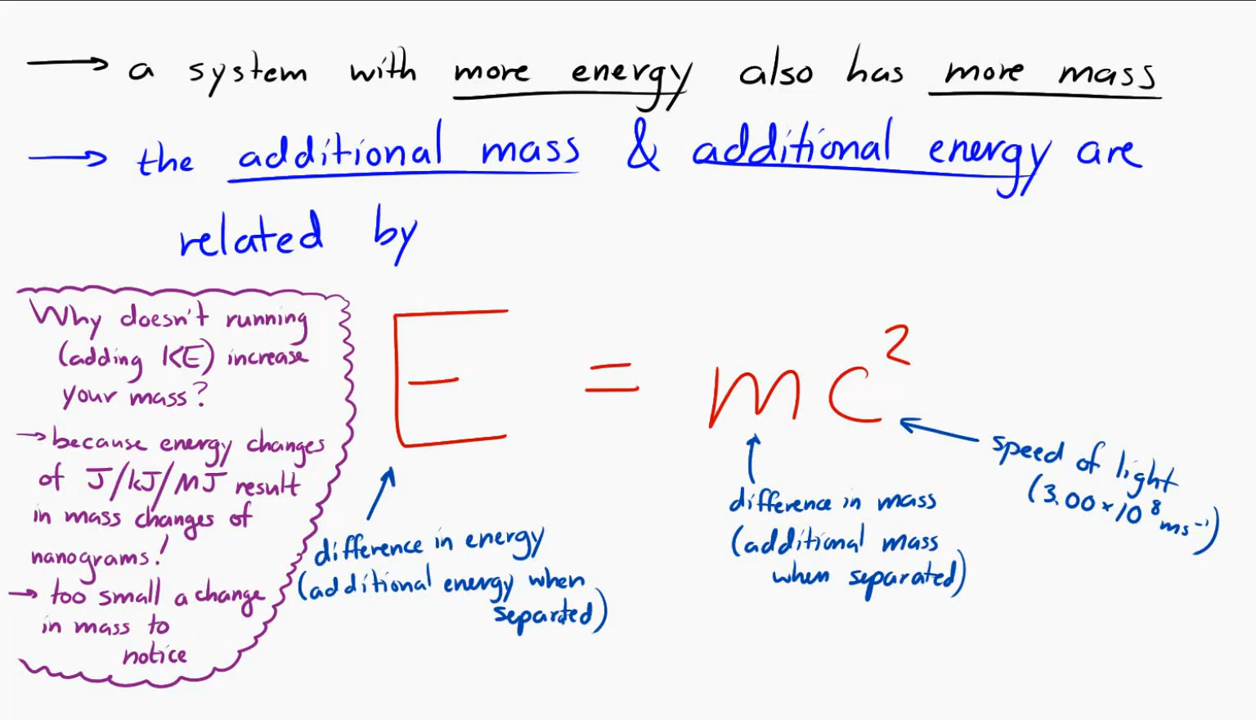 → a system with more energy also has more mass
→ the additional mass & additional energy are
related by
Why doesn't running
(adding KE) increase
your mass?
→ because energy changes
of J/kJ/MJ result
in mass changes of
nanograms!
→ too small a change
in mass to
notice
E = mc²
difference in energy
(additional energy when
separated)
difference in mass
(additional mass
when separated)
speed of light
(3.00×10⁸ ms⁻¹)